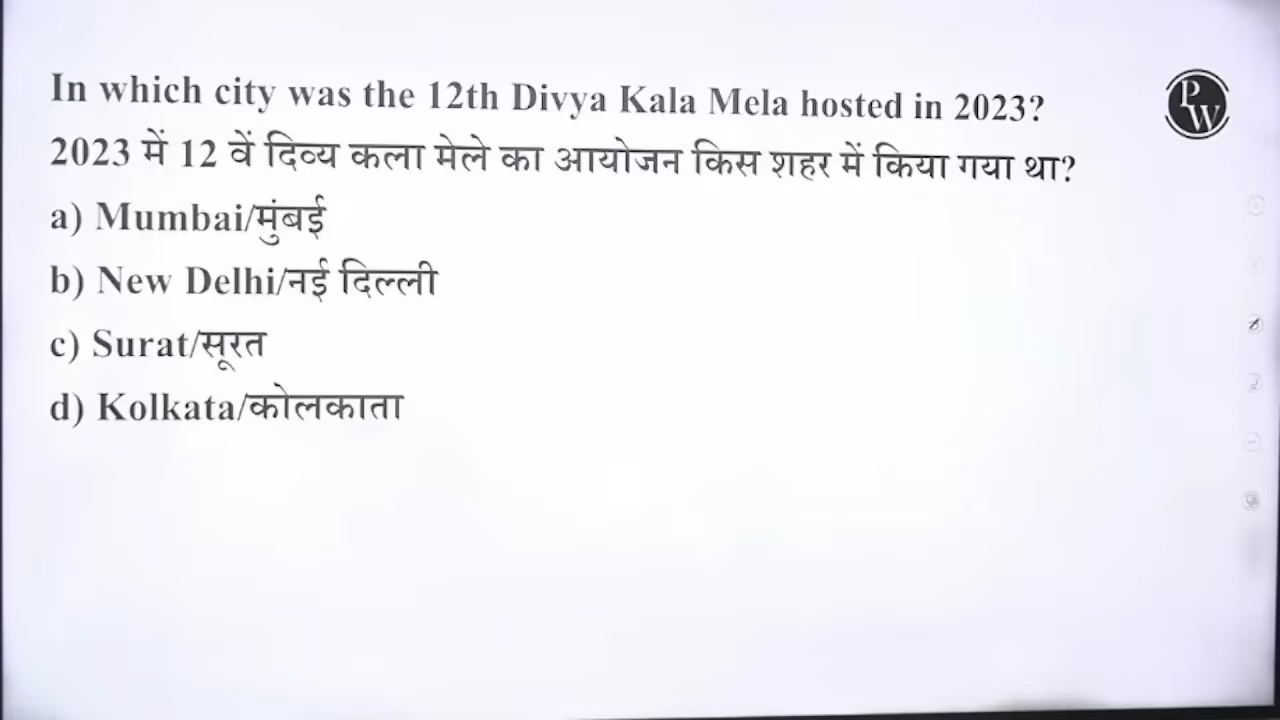 In which city was the 12th Divya Kala Mela hosted in 2023?
PW
2023 में 12 वें दिव्य कला मेले का आयोजन किस शहर में किया गया था?
a) Mumbai/मुंबई
b) New Delhi/नई दिल्ली
c) Surat/सूरत
d) Kolkata/कोलकाता